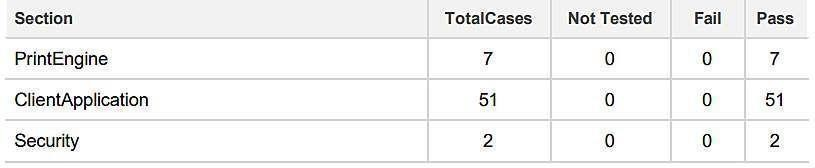 Section TotalCases Not Tested Fail Pass
PrintEngine 7 0 0 7
ClientApplication 51 0 0 51
Security 2 0 0 2